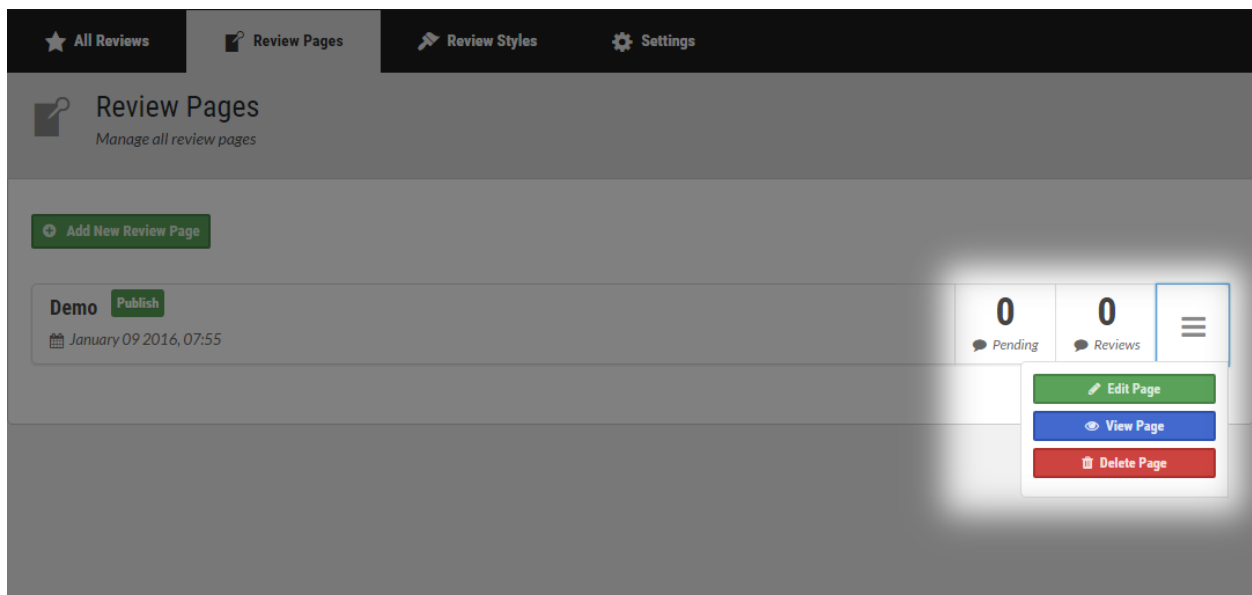 All Reviews
Review Pages
Review Styles
Settings
Review Pages
Manage all review pages
Add New Review Page
Demo Publish
January 09 2016, 07:55
0
Pending
0
Reviews
Edit Page
View Page
Delete Page